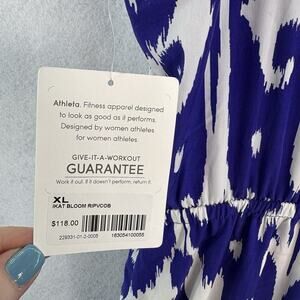 Athleta. Fitness apparel designed
to look as good as it performs.
Designed by women athletes
for women athletes.
GIVE-IT-A-WORKOUT
GUARANTEE
Work it out. If it doesn't perform, return it.
XL
IKAT BLOOM R/PVCOB
$118.00
229331-01-2-0005
163054100056